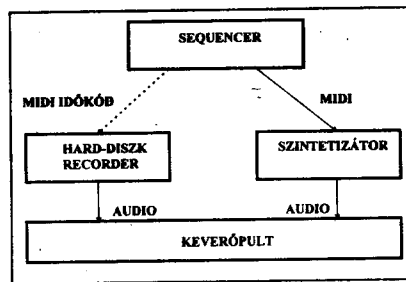 SEQUENCER
MIDI IDŐKÓD
MIDI
HARD-DISZK
RECORDER
SZINTETIZÁTOR
AUDIO
AUDIO
KEVERŐPULT